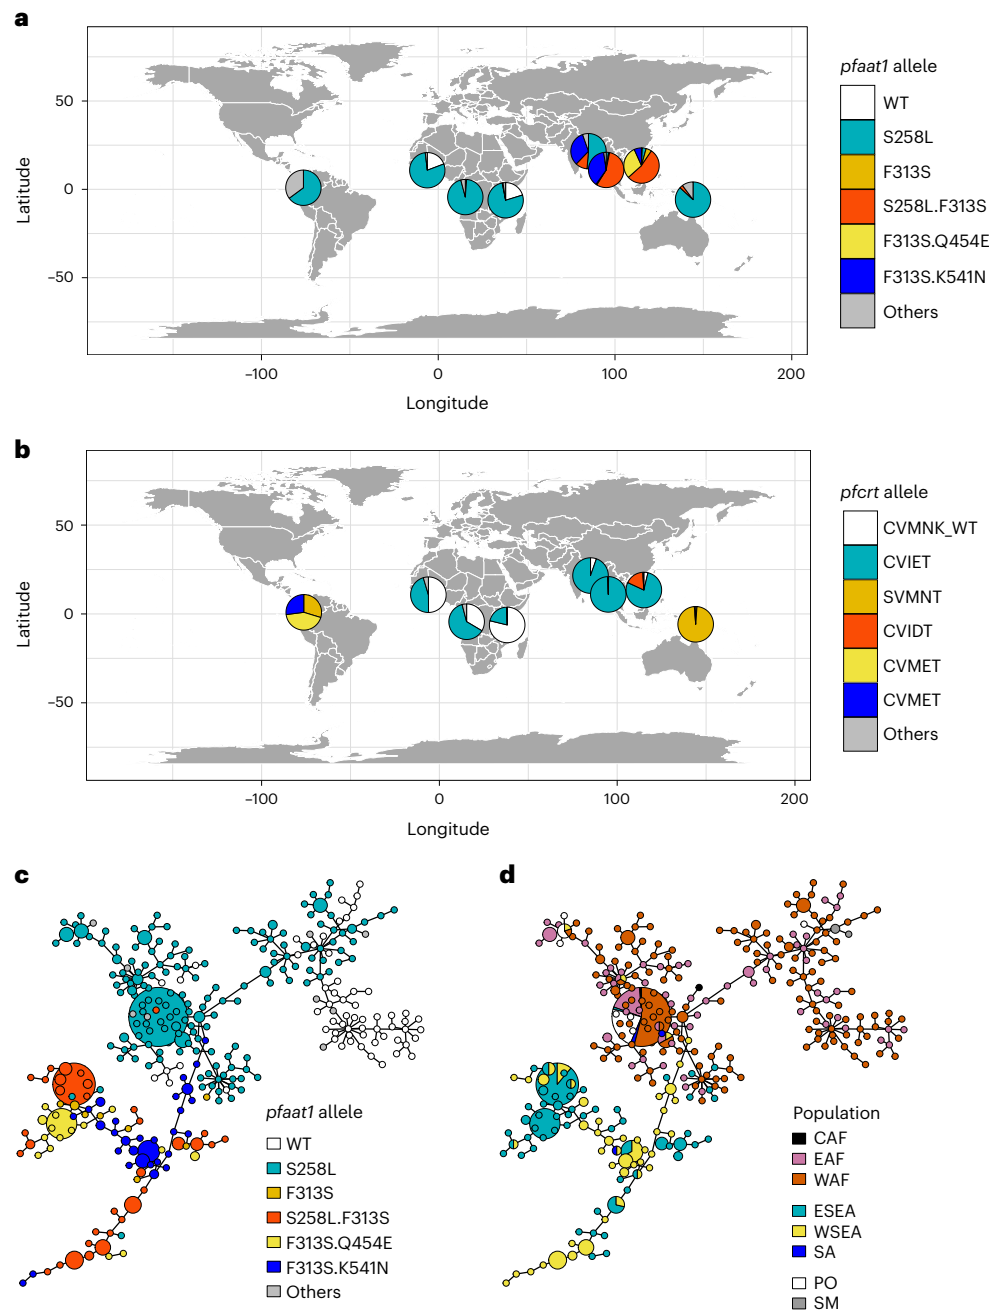 a
50
0
−50
Latitude
−100
0
100
200
Longitude
pfaat1 allele
WT
S258L
F313S
S258L.F313S
F313S.Q454E
F313S.K541N
Others
b
50
0
−50
Latitude
−100
0
100
200
Longitude
pfcrt allele
CVMNK_WT
CVIET
SVMNT
CVIDT
CVMET
CVMET
Others
c
pfaat1 allele
WT
S258L
F313S
S258L.F313S
F313S.Q454E
F313S.K541N
Others
d
Population
CAF
EAF
WAF
ESEA
WSEA
SA
PO
SM